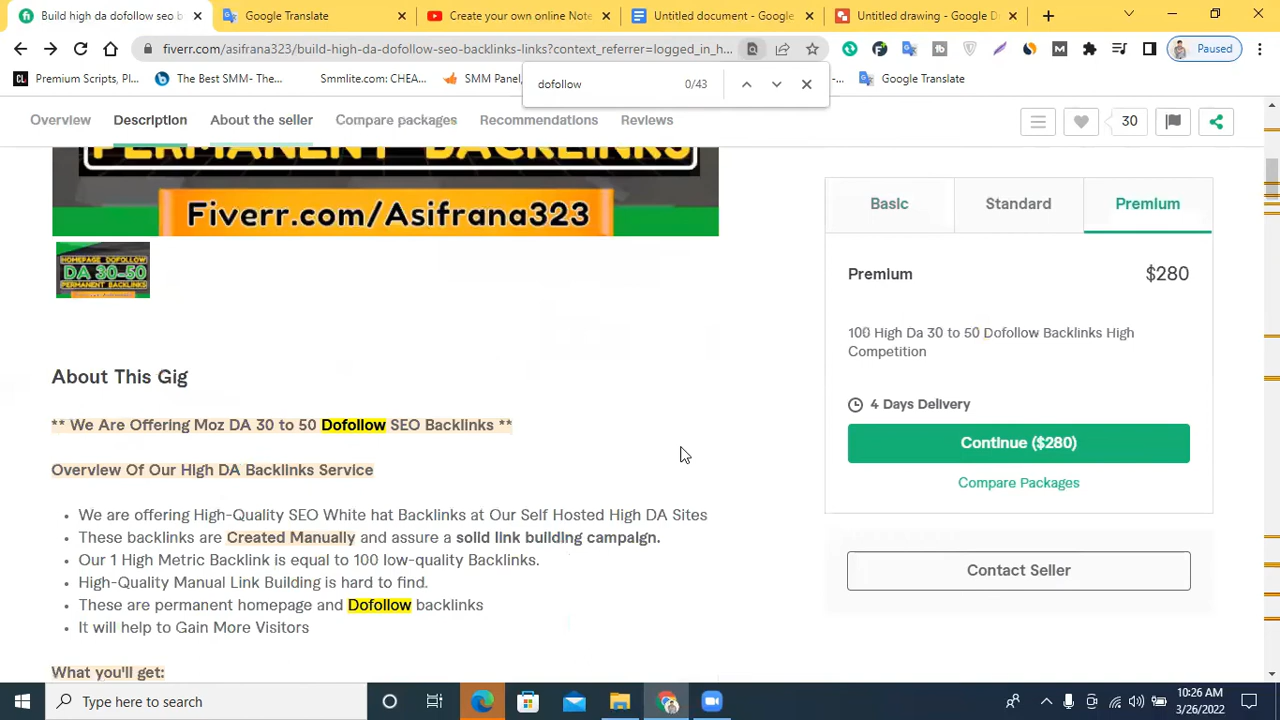 Build high da dofollow seo b
Google Translate
Create your own online Note
Untitled document - Google
Untitled drawing - Google D
fiverr.com/asifrana323/build-high-da-dofollow-seo-backlinks-links?context_referrer=logged_in_h...
Paused
Premium Scripts, Pl...
The Best SMM- The...
Smmlite.com: CHEA...
SMM Panel,
Google Translate
dofollow
0/43
Overview
Description
About the seller
Compare packages
Recommendations
Reviews
30
PERMANENT BACKLINKS
Fiverr.com/Asifrana323
HOMEPAGE DOFOLLOW
DA 30-50
PERMANENT BACKLINKS
Basic
Standard
Premium
Premium
$280
100 High Da 30 to 50 Dofollow Backlinks High
Competition
4 Days Delivery
Continue ($280)
Compare Packages
Contact Seller
About This Gig
** We Are Offering Moz DA 30 to 50 Dofollow SEO Backlinks **
Overview Of Our High DA Backlinks Service
• We are offering High-Quality SEO White hat Backlinks at Our Self Hosted High DA Sites
• These backlinks are Created Manually and assure a solid link building campaign.
• Our 1 High Metric Backlink is equal to 100 low-quality Backlinks.
• High-Quality Manual Link Building is hard to find.
• These are permanent homepage and Dofollow backlinks
• It will help to Gain More Visitors
What you'll get:
Type here to search
10:26 AM
3/26/2022